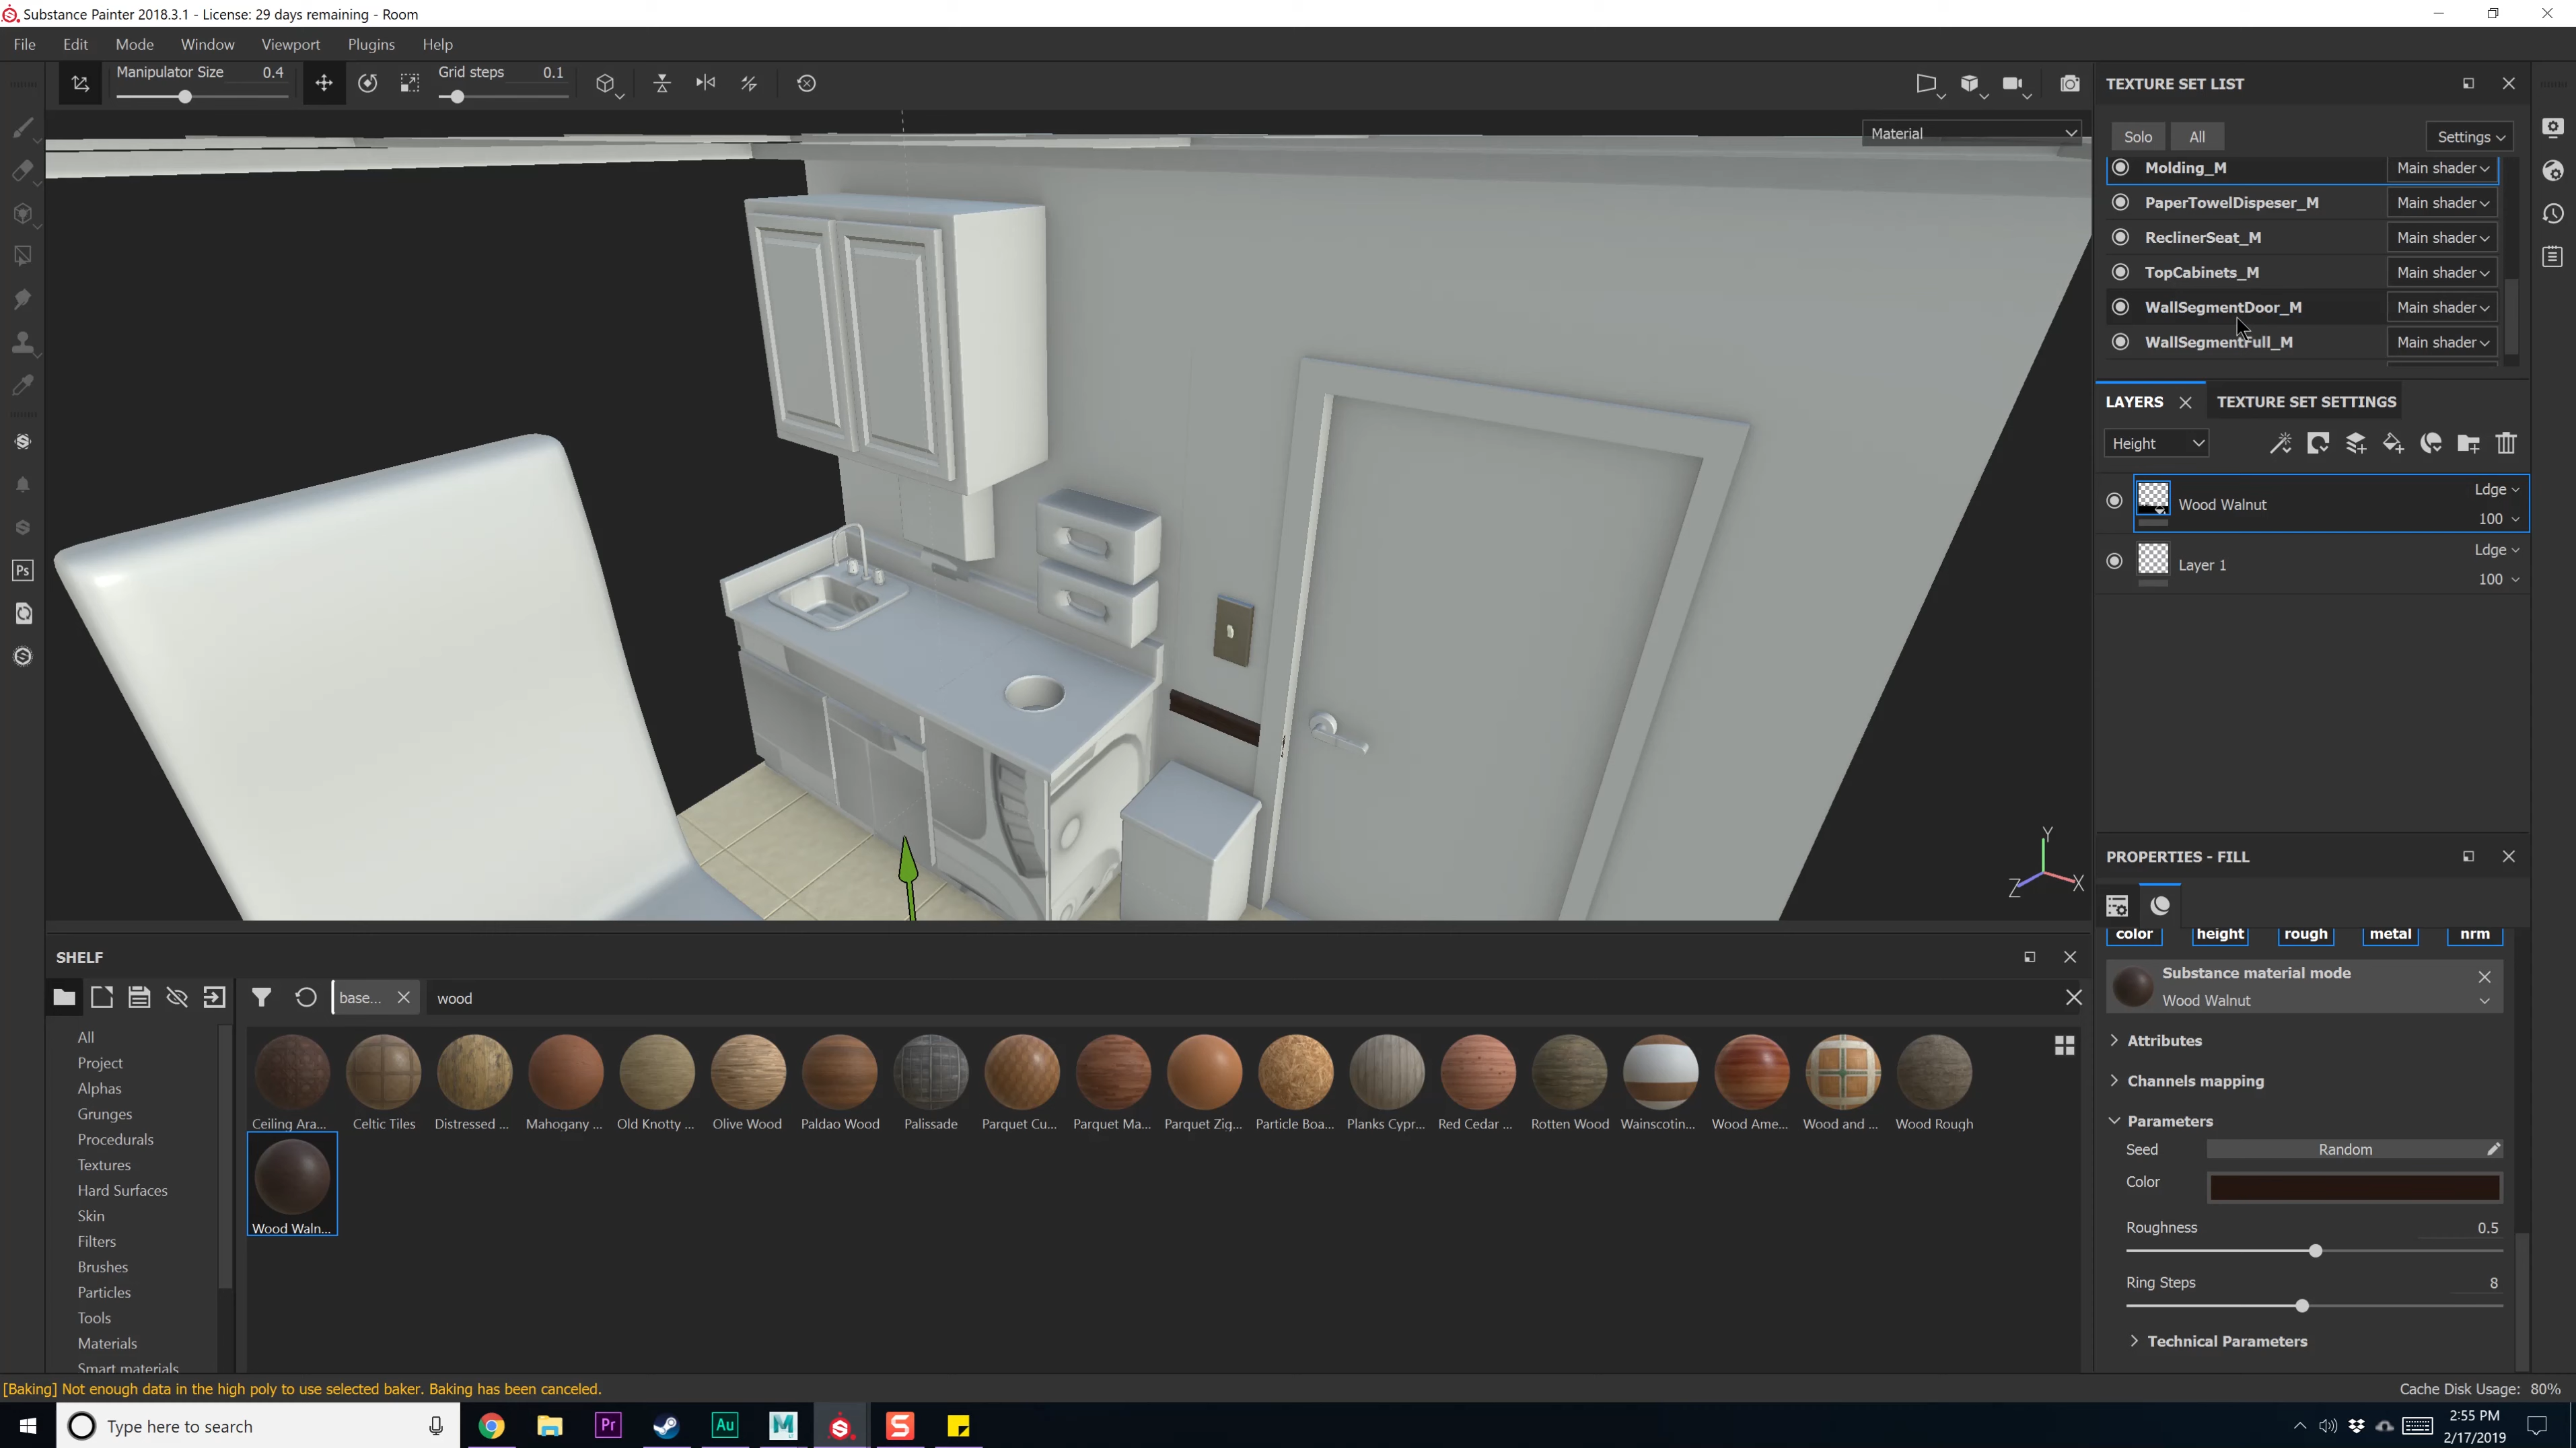 Substance Painter 2018.3.1 - License: 29 days remaining - Room
File Edit Mode Window Viewport Plugins Help
Manipulator Size 0.4 Grid steps 0.1
Material
TEXTURE SET LIST
Solo All Settings
Molding_M Main shader
PaperTowelDispeser_M Main shader
ReclinerSeat_M Main shader
TopCabinets_M Main shader
WallSegmentDoor_M Main shader
WallSegmentFull_M Main shader
LAYERS TEXTURE SET SETTINGS
Height
Wood Walnut Ldge
100
Layer 1 Ldge
100
Y
Z X
PROPERTIES - FILL
color height rough metal nrm
Substance material mode
Wood Walnut
Attributes
Channels mapping
Parameters
Seed Random
Color
Roughness 0.5
Ring Steps 8
Technical Parameters
Ps
SHELF
base... wood
All
Project
Alphas
Grunges
Procedurals
Textures
Hard Surfaces
Skin
Filters
Brushes
Particles
Tools
Materials
Smart materials
Ceiling Ara... Celtic Tiles Distressed ... Mahogany ... Old Knotty ... Olive Wood Paldao Wood Palissade Parquet Cu... Parquet Ma... Parquet Zig... Particle Boa... Planks Cypr... Red Cedar ... Rotten Wood Wainscotin... Wood Ame... Wood and ... Wood Rough
Wood Waln...
[Baking] Not enough data in the high poly to use selected baker. Baking has been canceled.
Cache Disk Usage: 80%
Type here to search
Pr Au M S
2:55 PM
2/17/2019